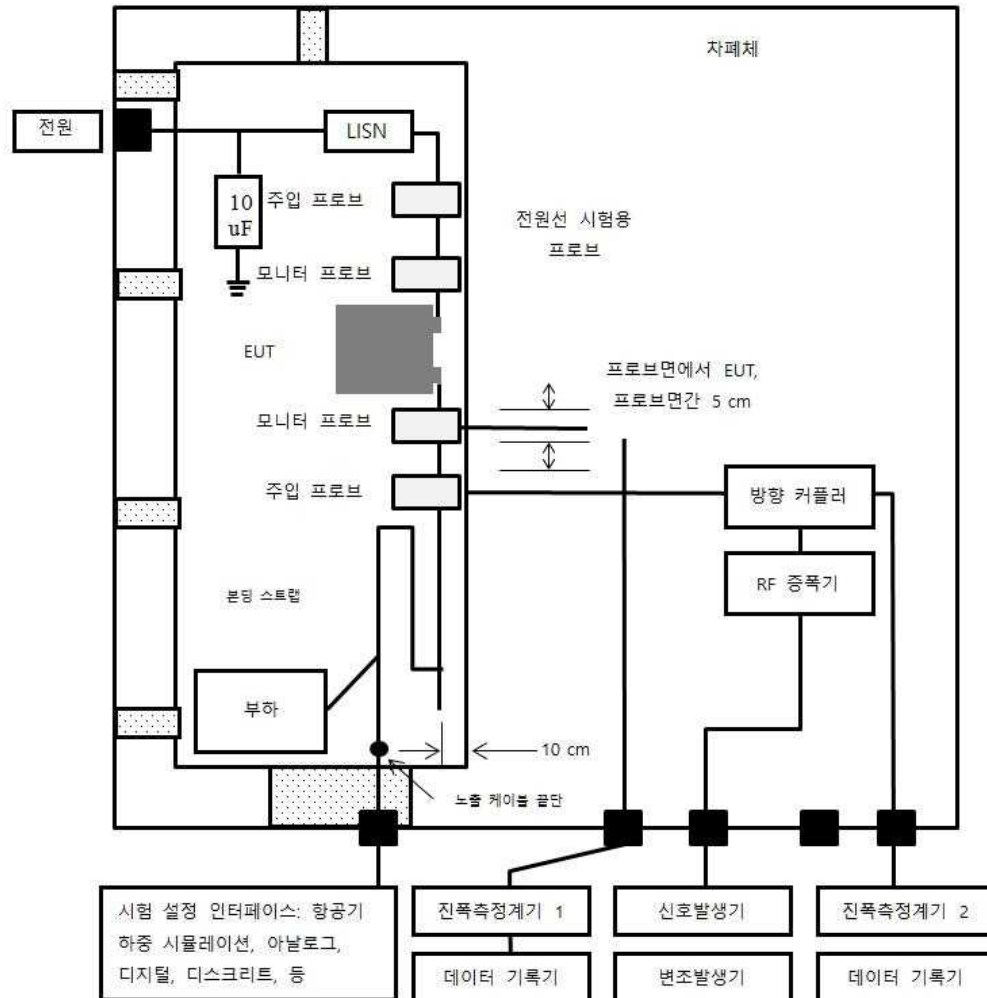 차폐체
전원
LISN
10
uF
주입 프로브
전원선 시험용
프로브
모니터 프로브
EUT
프로브면에서 EUT,
프로브면간 5 cm
모니터 프로브
주입 프로브
방향 커플러
RF 증폭기
본딩 스트랩
부하
10 cm
노출 케이블 끝단
시험 설정 인터페이스: 항공기
하중 시뮬레이션, 아날로그,
디지털, 디스크리트, 등
진폭측정계기 1
신호발생기
진폭측정계기 2
데이터 기록기
변조발생기
데이터 기록기